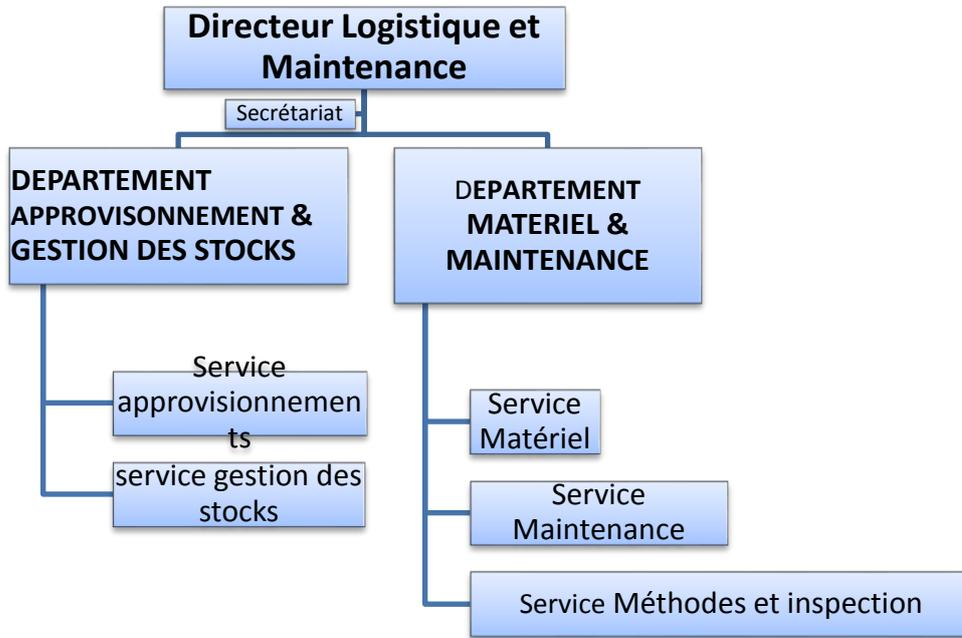 Directeur Logistique et
Maintenance
Secrétariat
DEPARTEMENT
APPROVISONNEMENT &
GESTION DES STOCKS
DEPARTEMENT
MATERIEL &
MAINTENANCE
Service
approvisionnemen
ts
service gestion des
stocks
Service
Matériel
Service
Maintenance
Service Méthodes et inspection